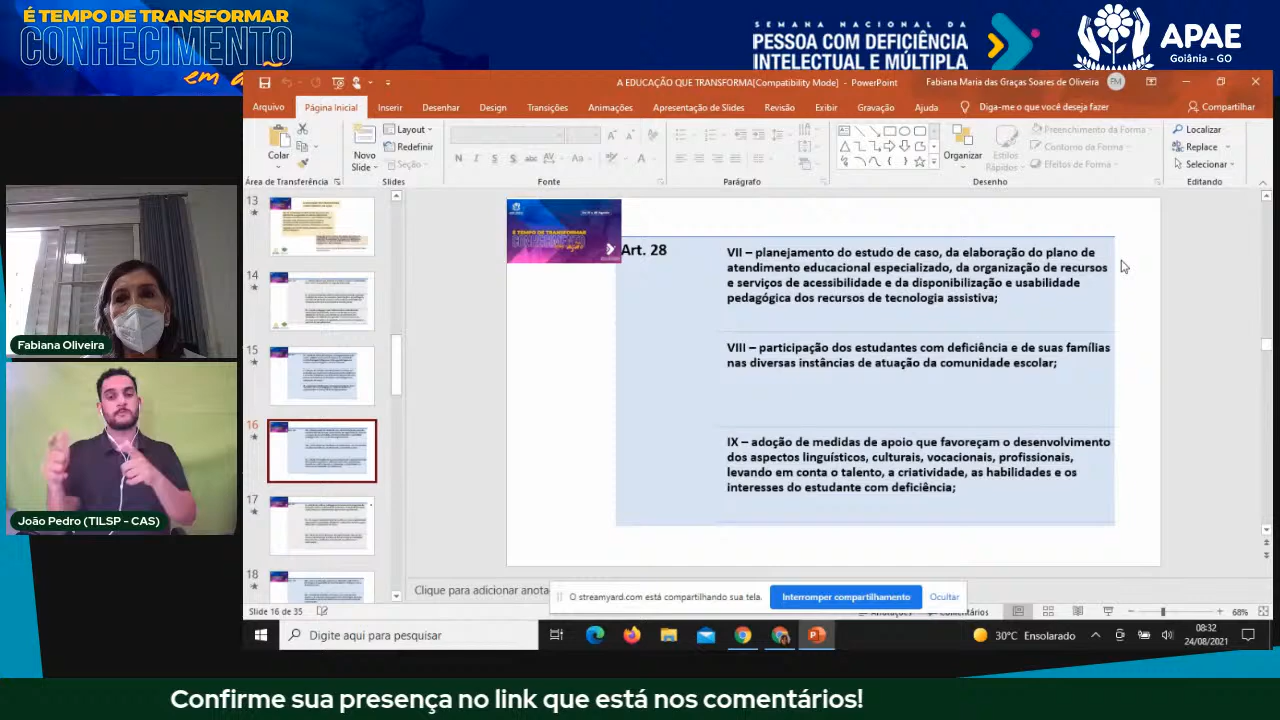 É TEMPO DE TRANSFORMAR
CONHECIMENTO
em a
SEMANA NACIONAL DA
PESSOA COM DEFICIÊNCIA
INTELECTUAL E MÚLTIPLA
APAE
Goiânia - GO
A EDUCAÇÃO QUE TRANSFORMA[Compatibility Mode] - PowerPoint
Fabiana Maria das Graças Soares de Oliveira
FM
Arquivo Página Inicial Inserir Desenhar Design Transições Animações Apresentação de Slides Revisão Exibir Gravação Ajuda Diga-me o que você deseja fazer Compartilhar
Colar
Novo
Slide
Layout
Redefinir
Seção
N I S S abc AV Aa A
Organizar
Estilos
Rápidos
Preenchimento da Forma
Contorno da Forma
Efeitos de Forma
Localizar
Replace
Selecionar
Área de Transferência Slides Fonte Parágrafo Desenho Editando
13
14
15
16
17
18
É TEMPO DE TRANSFORMAR
CONHECIMENTO
Art. 28
VII – planejamento do estudo de caso, da elaboração do plano de
atendimento educacional especializado, da organização de recursos
e serviços de acessibilidade e da disponibilização e usabilidade
pedagógica dos recursos de tecnologia assistiva;
VIII – participação dos estudantes com deficiência e de suas famílias
nas diversas instâncias de atuação da comunidade escolar;
IX – adoção de medidas de apoio que favoreçam o desenvolvimento
dos aspectos linguísticos, culturais, vocacionais, profissionais,
levando em conta o talento, a criatividade, as habilidades e os
interesses do estudante com deficiência;
Fabiana Oliveira
João Pedro (TILSP - CAS)
Clique para adicionar anota
O streamyard.com está compartilhando sua tela.
Interromper compartilhamento
Ocultar
Slide 16 de 35
Anotações
Comentários
68%
Digite aqui para pesquisar
30°C Ensolarado
08:32
24/08/2021
Confirme sua presença no link que está nos comentários!